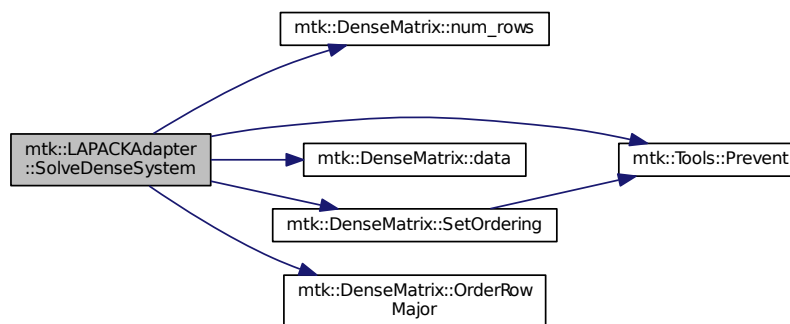 mtk::DenseMatrix::num_rows
mtk::LAPACKAdapter
::SolveDenseSystem
mtk::DenseMatrix::data
mtk::Tools::Prevent
mtk::DenseMatrix::SetOrdering
mtk::DenseMatrix::OrderRow
Major